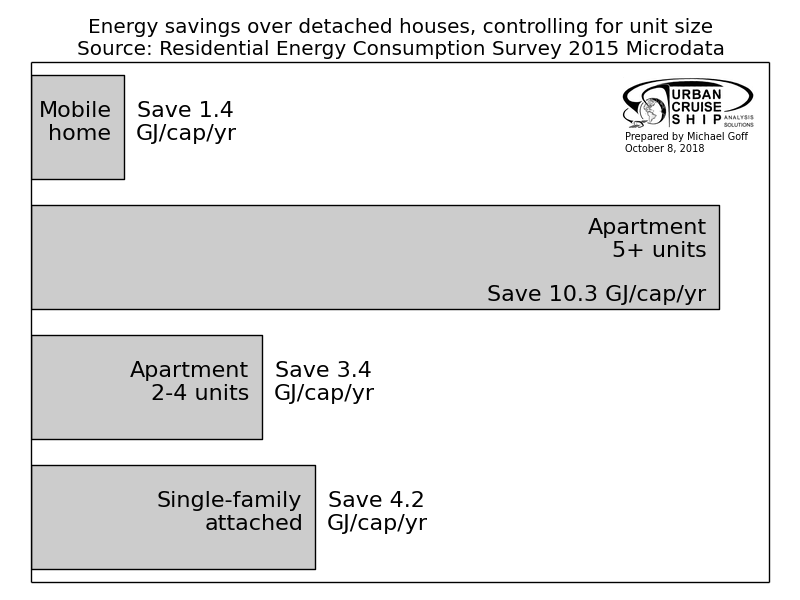 Energy savings over detached houses, controlling for unit size
Source: Residential Energy Consumption Survey 2015 Microdata
URBAN
CRUISE
SHIP
ANALYSIS
SOLUTIONS
Prepared by Michael Goff
October 8, 2018
Mobile
home
Save 1.4
GJ/cap/yr
Apartment
5+ units
Save 10.3 GJ/cap/yr
Apartment
2-4 units
Save 3.4
GJ/cap/yr
Single-family
attached
Save 4.2
GJ/cap/yr